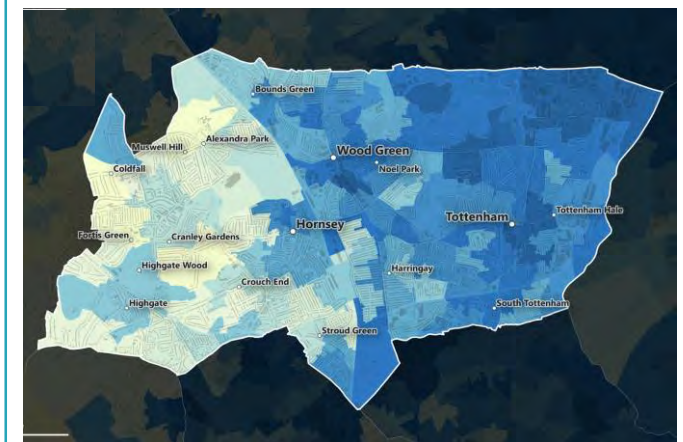 Bounds Green
Alexandra Park
Muswell Hill
Wood Green
Coldfall
Noel Park
Tottenham Hale
Tottenham
Hornsey
Fortis Green
Cranley Gardens
Highgate Wood
Harringay
Crouch End
Highgate
South Tottenham
Stroud Green